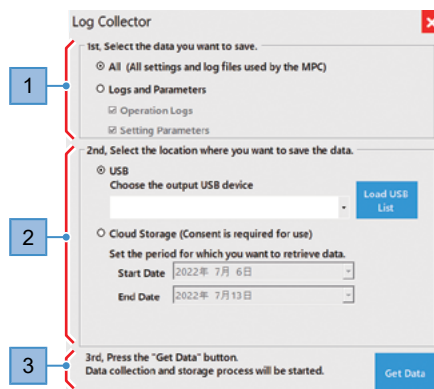 Log Collector
1st, Select the data you want to save.
All (All settings and log files used by the MPC)
Logs and Parameters
Operation Logs
Setting Parameters
1
2nd, Select the location where you want to save the data.
USB
Choose the output USB device
Load USB
List
Cloud Storage (Consent is required for use)
Set the period for which you want to retrieve data.
Start Date 2022年 7月 6日
End Date 2022年 7月13日
2
3rd, Press the "Get Data" button.
Data collection and storage process will be started.
Get Data
3